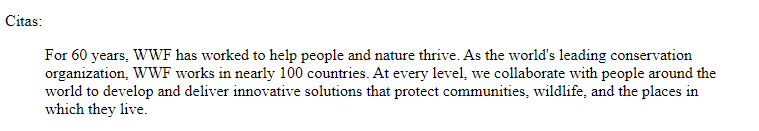 Citas:
For 60 years, WWF has worked to help people and nature thrive. As the world's leading conservation
organization, WWF works in nearly 100 countries. At every level, we collaborate with people around the
world to develop and deliver innovative solutions that protect communities, wildlife, and the places in
which they live.